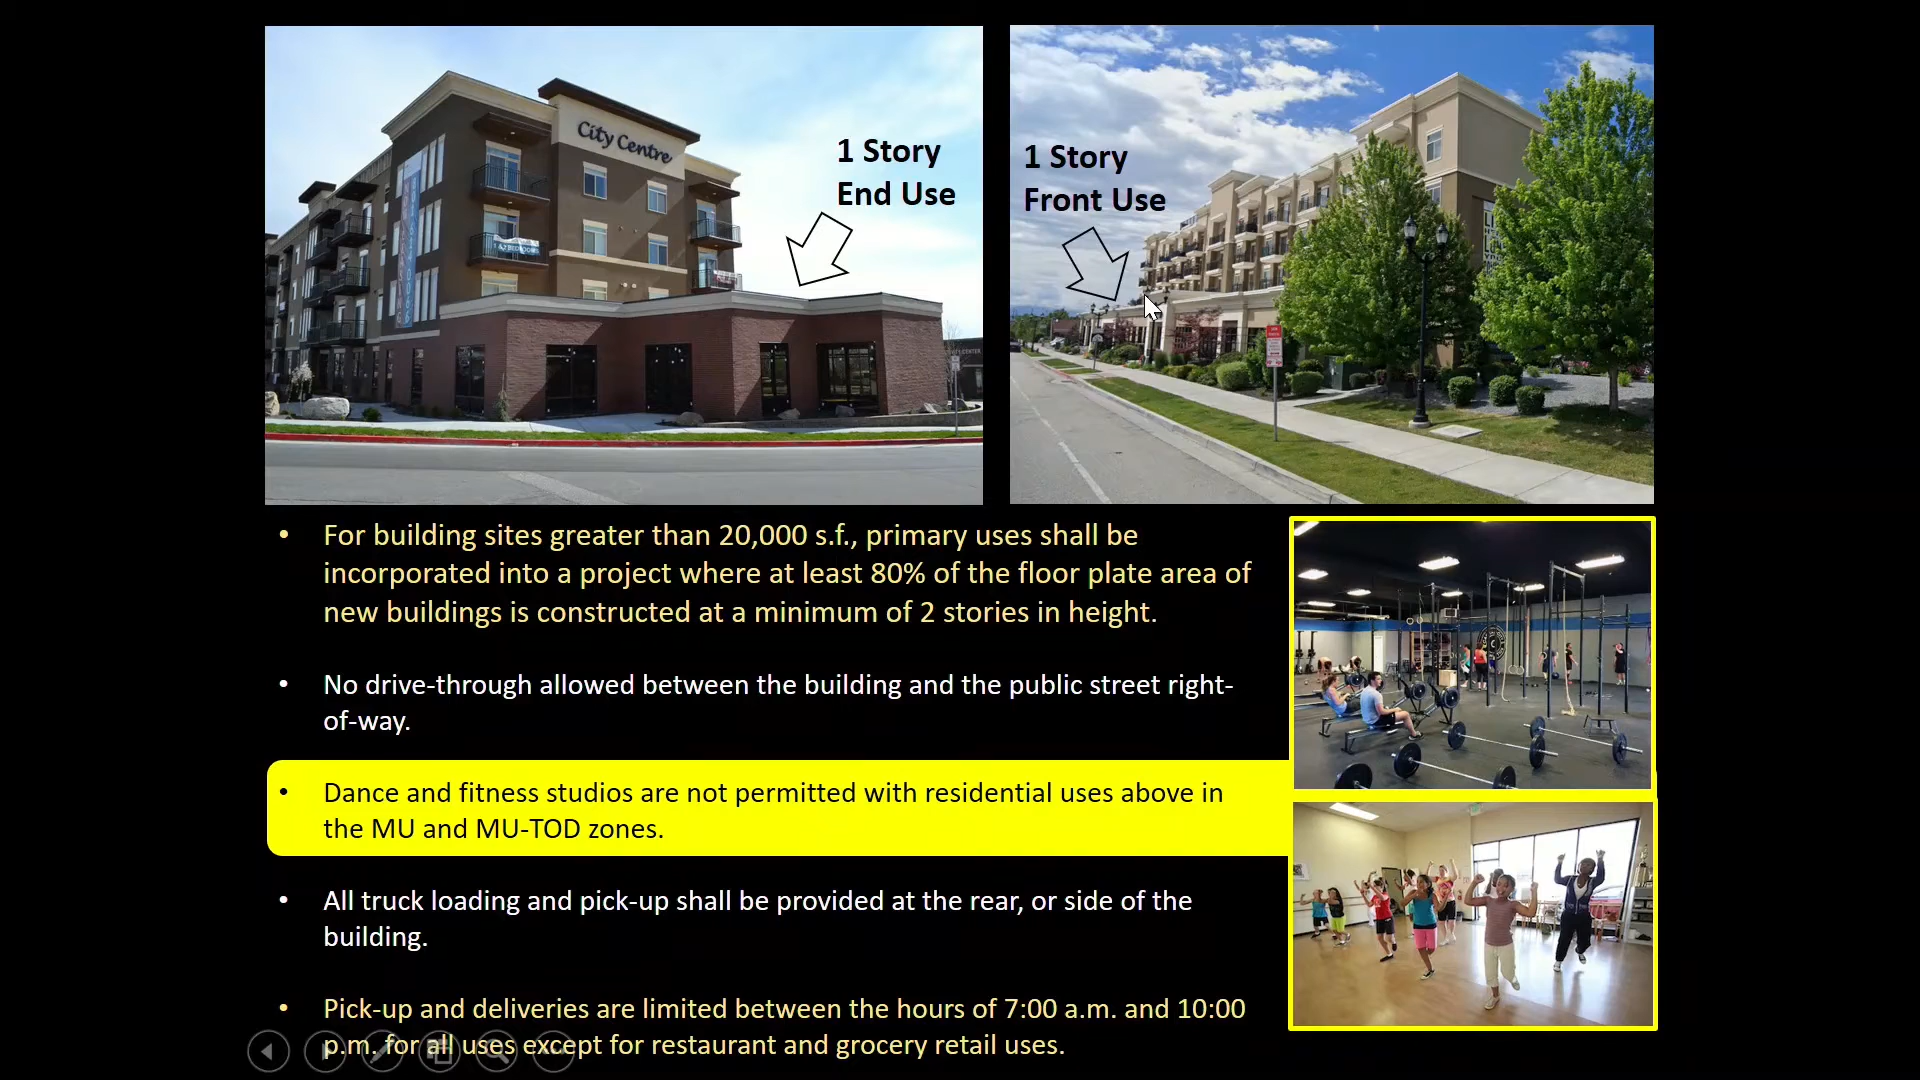 City Centre
1 Story
End Use
NOW LEASING
1 Story
Front Use
• For building sites greater than 20,000 s.f., primary uses shall be
incorporated into a project where at least 80% of the floor plate area of
new buildings is constructed at a minimum of 2 stories in height.
• No drive-through allowed between the building and the public street right-
of-way.
• Dance and fitness studios are not permitted with residential uses above in
the MU and MU-TOD zones.
• All truck loading and pick-up shall be provided at the rear, or side of the
building.
• Pick-up and deliveries are limited between the hours of 7:00 a.m. and 10:00
p.m. for all uses except for restaurant and grocery retail uses.